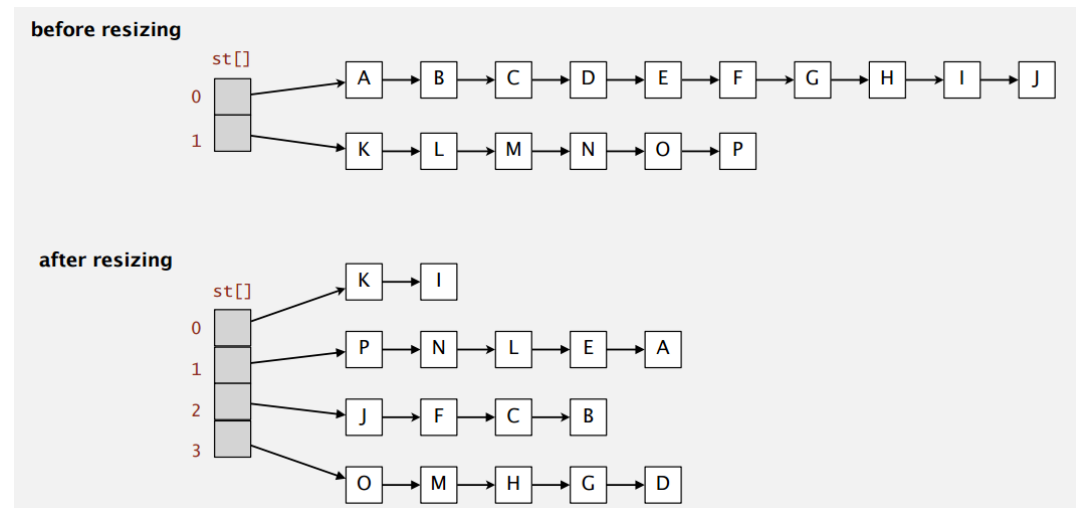 before resizing
st[]
0
A B C D E F G H I J
1
K L M N O P
after resizing
st[]
0
K I
1
P N L E A
2
J F C B
3
O M H G D